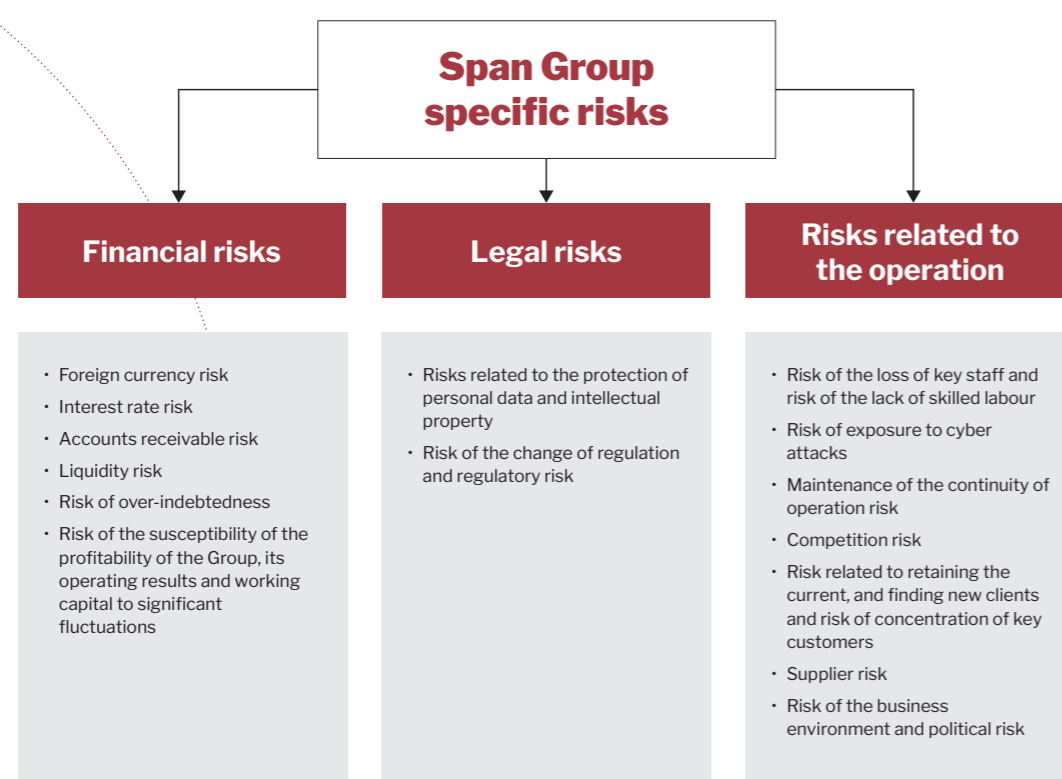 Span Group
specific risks
Financial risks
• Foreign currency risk
• Interest rate risk
• Accounts receivable risk
• Liquidity risk
• Risk of over-indebtedness
• Risk of the susceptibility of the
profitability of the Group, its
operating results and working
capital to significant
fluctuations
Legal risks
• Risks related to the protection of
personal data and intellectual
property
• Risk of the change of regulation
and regulatory risk
Risks related to
the operation
• Risk of the loss of key staff and
risk of the lack of skilled labour
• Risk of exposure to cyber
attacks
• Maintenance of the continuity of
operation risk
• Competition risk
• Risk related to retaining the
current, and finding new clients
and risk of concentration of key
customers
• Supplier risk
• Risk of the business
environment and political risk